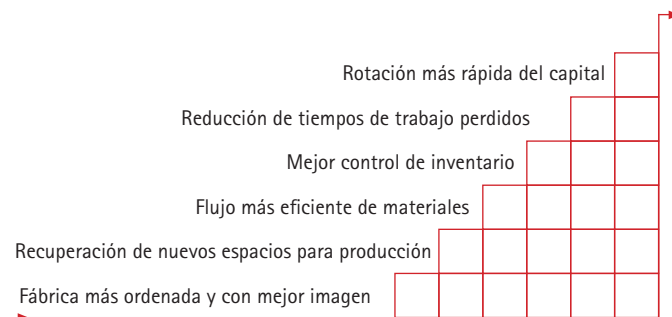 Rotación más rápida del capital
Reducción de tiempos de trabajo perdidos
Mejor control de inventario
Flujo más eficiente de materiales
Recuperación de nuevos espacios para producción
Fábrica más ordenada y con mejor imagen